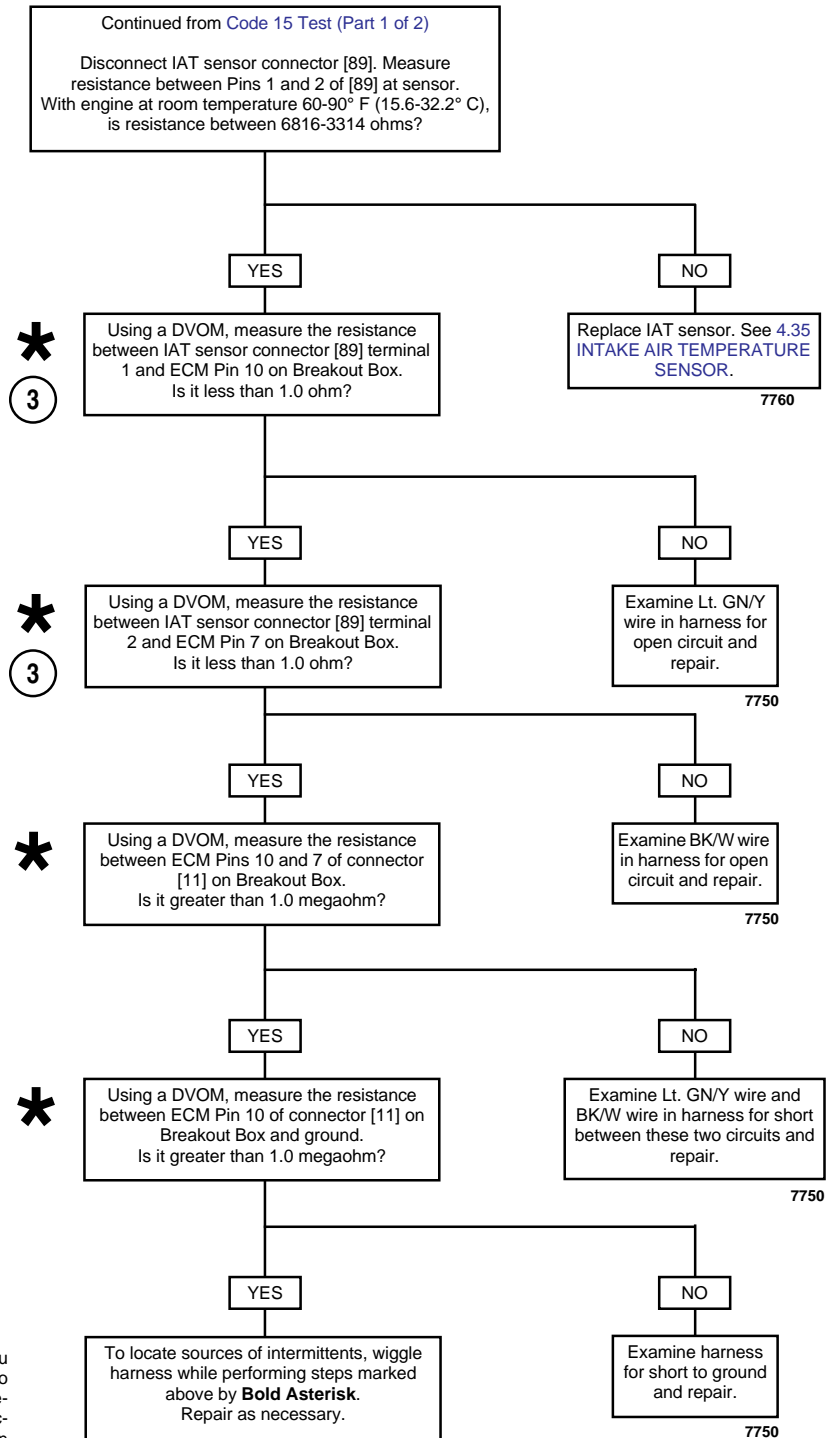 Continued from Code 15 Test (Part 1 of 2)
Disconnect IAT sensor connector [89]. Measure
resistance between Pins 1 and 2 of [89] at sensor.
With engine at room temperature 60-90° F (15.6-32.2° C),
is resistance between 6816-3314 ohms?
YES
NO
Using a DVOM, measure the resistance
between IAT sensor connector [89] terminal
1 and ECM Pin 10 on Breakout Box.
Is it less than 1.0 ohm?
*
3
Replace IAT sensor. See 4.35
INTAKE AIR TEMPERATURE
SENSOR.
7760
YES
NO
Using a DVOM, measure the resistance
between IAT sensor connector [89] terminal
2 and ECM Pin 7 on Breakout Box.
Is it less than 1.0 ohm?
*
3
Examine Lt. GN/Y
wire in harness for
open circuit and
repair.
7750
YES
NO
Using a DVOM, measure the resistance
between ECM Pins 10 and 7 of connector
[11] on Breakout Box.
Is it greater than 1.0 megaohm?
*
Examine BK/W wire
in harness for open
circuit and repair.
7750
YES
NO
Using a DVOM, measure the resistance
between ECM Pin 10 of connector [11] on
Breakout Box and ground.
Is it greater than 1.0 megaohm?
*
Examine Lt. GN/Y wire and
BK/W wire in harness for short
between these two circuits and
repair.
7750
YES
NO
To locate sources of intermittents, wiggle
harness while performing steps marked
above by Bold Asterisk.
Repair as necessary.
Examine harness
for short to ground
and repair.
7750
u
o
e-
c-